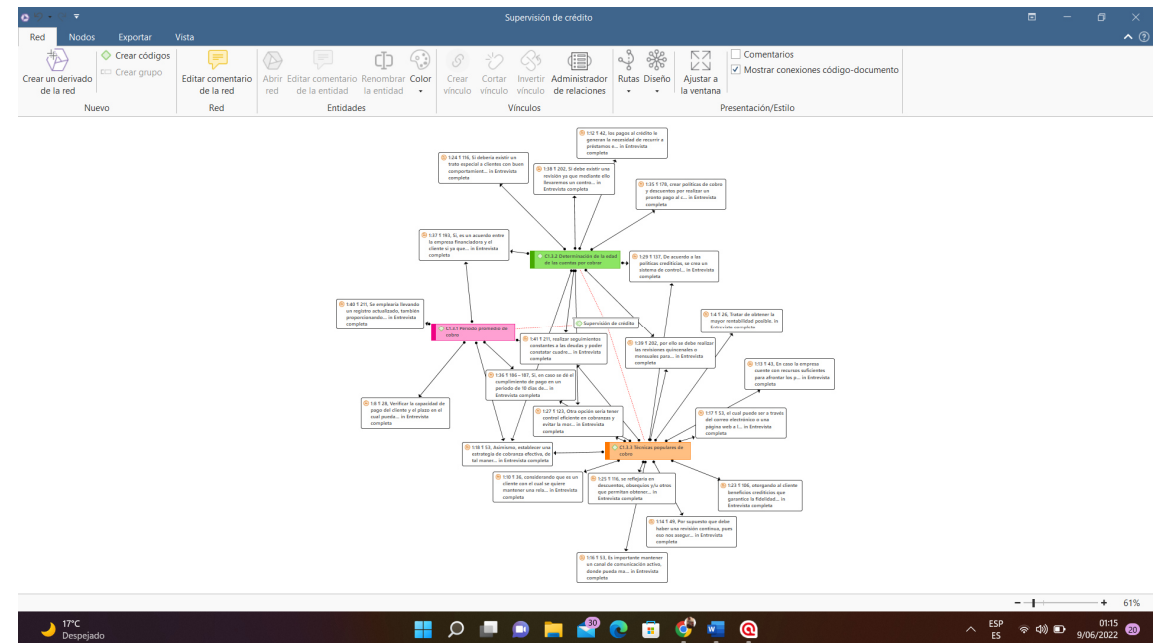 Supervisión de crédito
Red Nodos Exportar Vista
Crear un derivado de la red
Crear códigos
Crear grupo
Nuevo
Editar comentario de la red
Red
Abrir red
Editar comentario de la entidad
Renombrar la entidad
Color
Entidades
Crear vínculo
Cortar vínculo
Invertir vínculo
Administrador de relaciones
Vínculos
Rutas
Diseño
Ajustar a la ventana
Comentarios
Mostrar conexiones código-documento
Presentación/Estilo
1:12 ¶ 42, los pagos al crédito le
generan la necesidad de recurrir a
préstamos e... in Entrevista
completa
1:24 ¶ 116, Si debería existir un
trato especial a clientes con buen
comportamient... in Entrevista
completa
1:38 ¶ 202, Si debe existir una
revisión ya que mediante ello
llevaremos un contro... in
Entrevista completa
1:35 ¶ 178, crear políticas de cobro
y descuentos por realizar un
pronto pago al c... in Entrevista
completa
1:37 ¶ 193, Si, es un acuerdo entre
la empresa financiadora y el
cliente si ya que... in Entrevista
completa
C1.3.2 Determinación de la edad
de las cuentas por cobrar
1:29 ¶ 137, De acuerdo a las
políticas crediticias, se crea un
sistema de control... in Entrevista
completa
1:40 ¶ 211, Se emplearía llevando
un registro actualizado, también
proporcionando... in Entrevista
completa
C1.3.1 Periodo promedio de
cobro
Supervisión de crédito
1:4 ¶ 26, Tratar de obtener la
mayor rentabilidad posible. in
Entrevista completa
1:41 ¶ 211, realizar seguimientos
constantes a las deudas y poder
constatar cuadro... in Entrevista
completa
1:39 ¶ 202, por ello se debe realizar
las revisiones quincenales o
mensuales para... in Entrevista
completa
1:13 ¶ 43, En caso la empresa
cuente con recursos suficientes
para afrontar los p... in Entrevista
completa
1:36 ¶ 186 – 187, Si, en caso se dé el
cumplimiento de pago en un
periodo de 10 días de... in
Entrevista completa
1:8 ¶ 28, Verificar la capacidad de
pago del cliente y el plazo en el
cual pueda... in Entrevista
completa
1:27 ¶ 123, Otra opción sería tener
control eficiente en cobranzas y
evitar la mor... in Entrevista
completa
1:17 ¶ 53, el cual puede ser a través
del correo electrónico o una
página web a l... in Entrevista
completa
1:18 ¶ 53, Asimismo, establecer una
estrategia de cobranza efectiva, de
tal maner... in Entrevista completa
C1.3.3 Técnicas populares de
cobro
1:10 ¶ 36, considerando que es un
cliente con el cual se quiere
mantener una rela... in Entrevista
completa
1:25 ¶ 116, se reflejaría en
descuentos, obsequios y/u otros
que permitan obtener... in
Entrevista completa
1:23 ¶ 108, otorgando al cliente
beneficios crediticios que
garantice la fidelidad... in
Entrevista completa
1:14 ¶ 49, Por supuesto que debe
haber una revisión continua, pues
eso nos asegur... in Entrevista
completa
1:16 ¶ 53, Es importante mantener
un canal de comunicación activo,
donde pueda ma... in Entrevista
completa
61%
17°C
Despejado
30
ESP
ES
01:15
9/06/2022
20